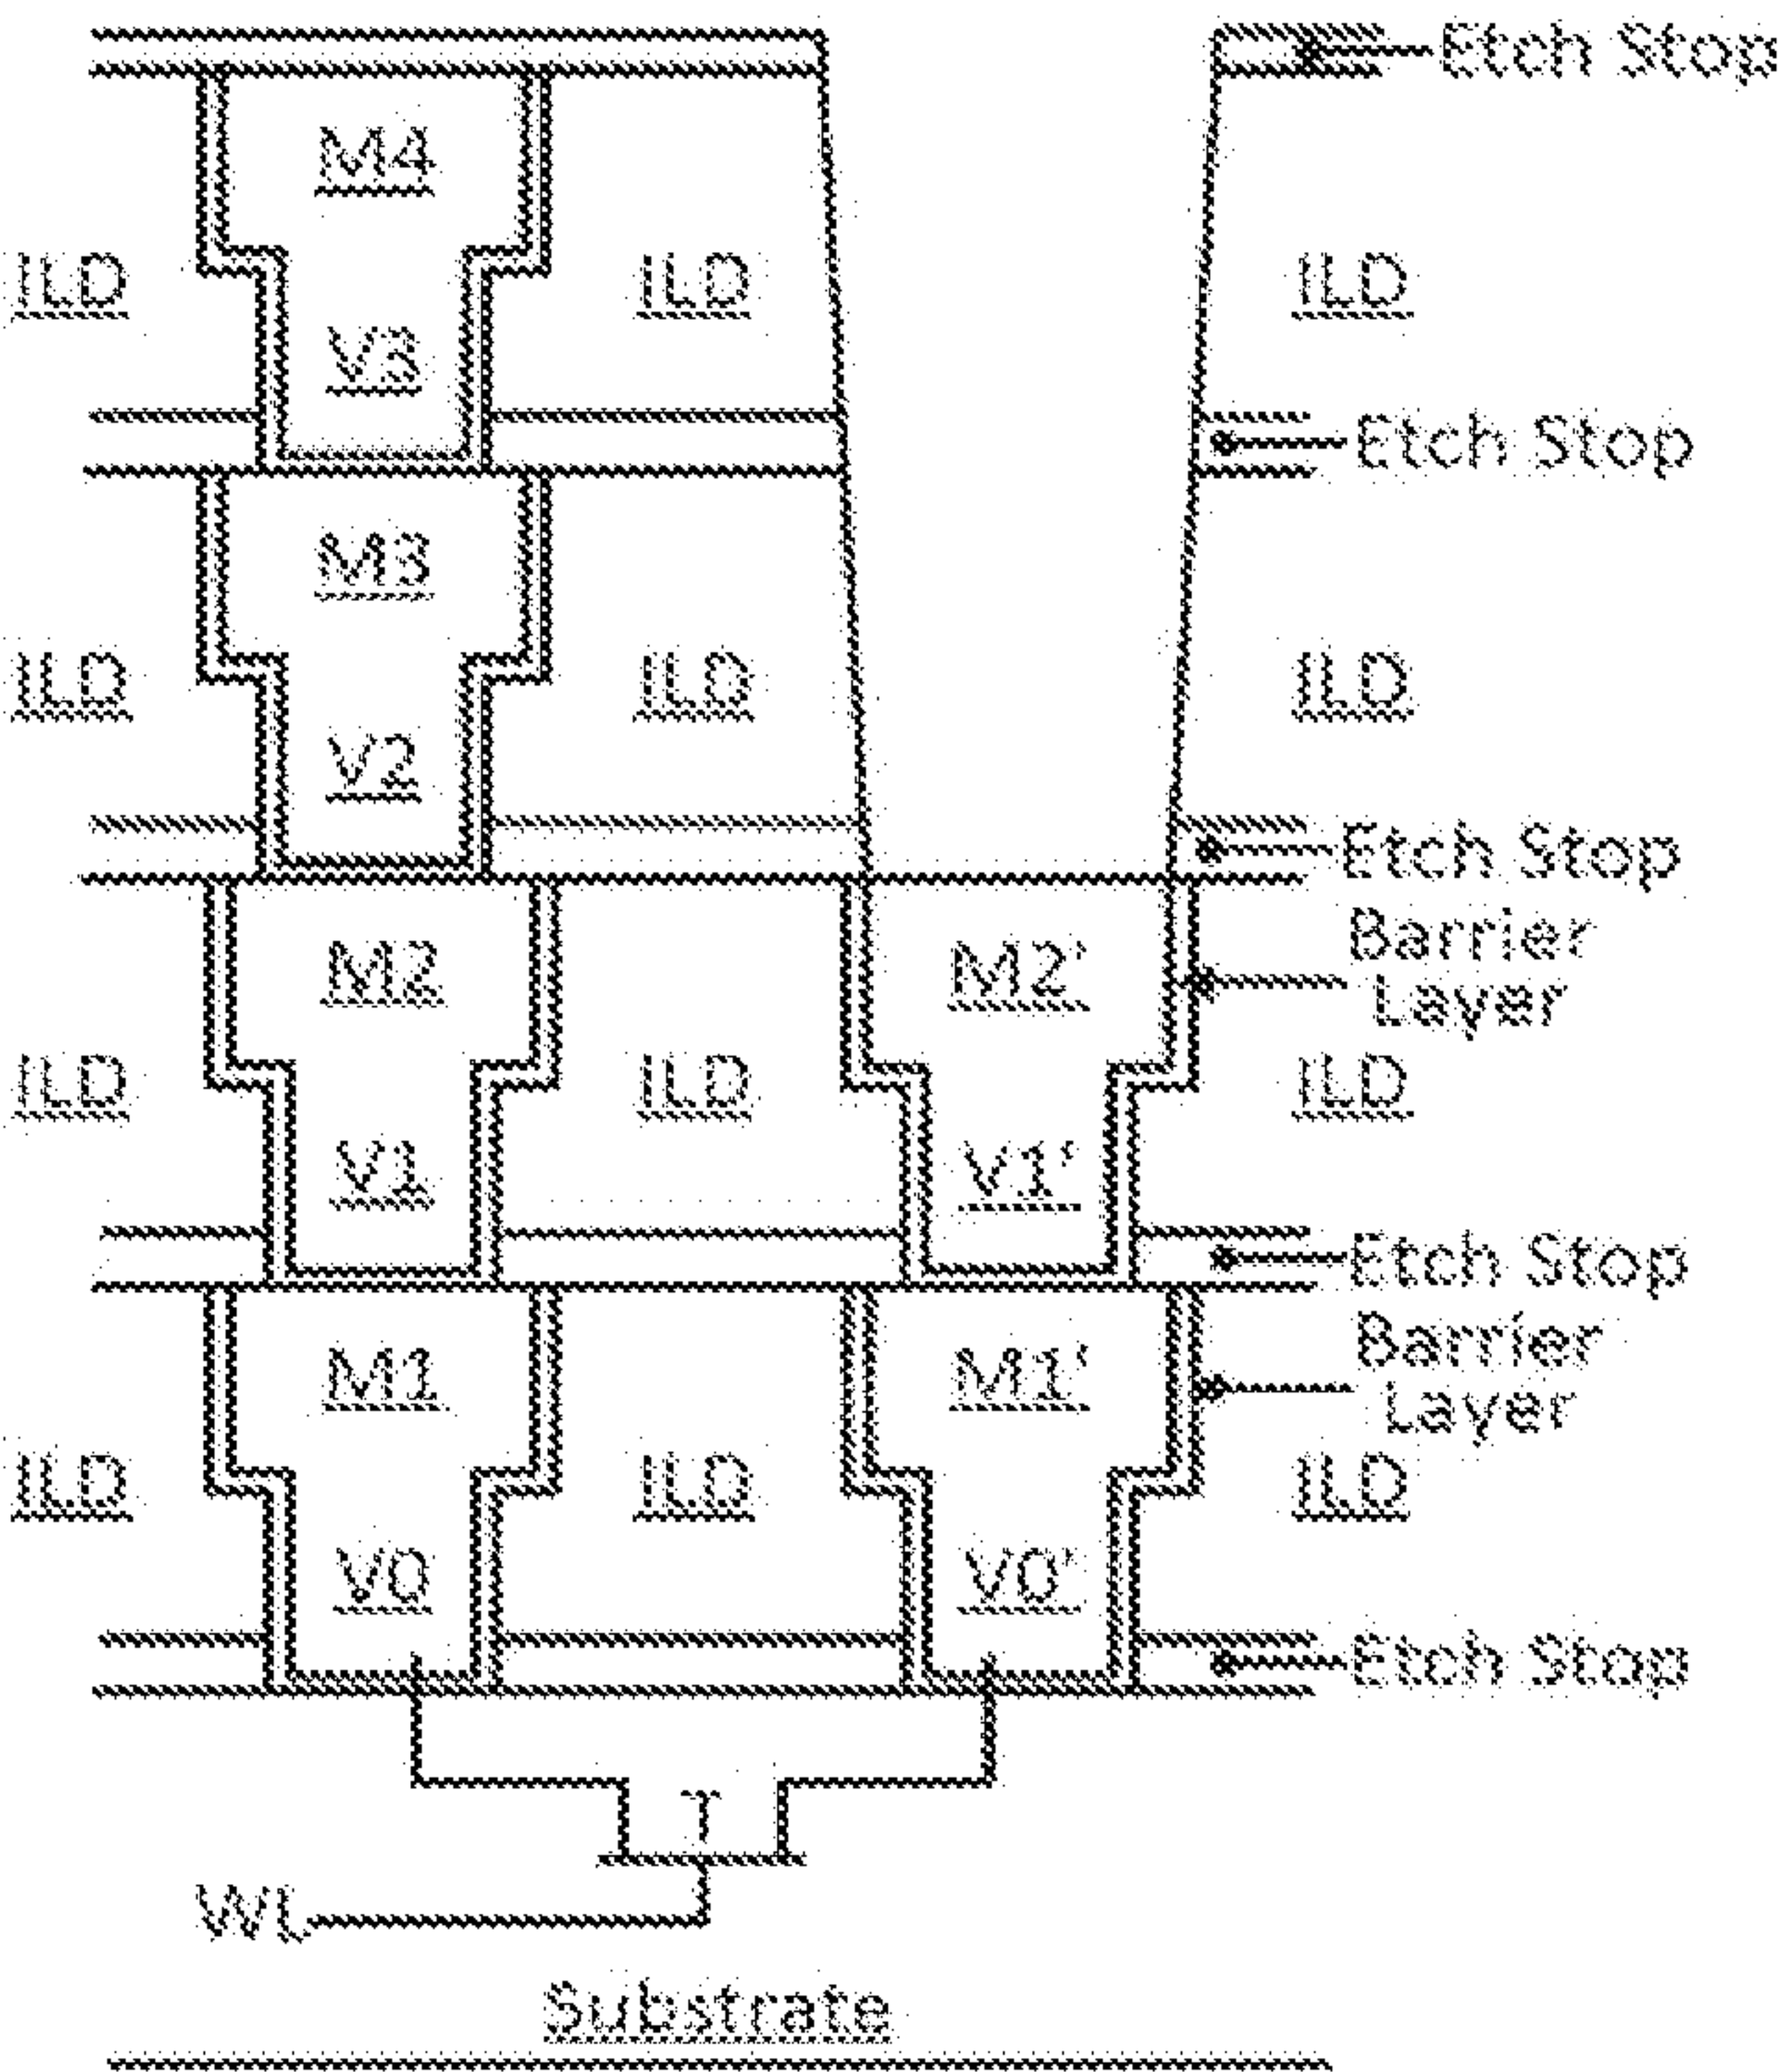 Etch Stop
M4
ILD ILD ILD
V3
Etch Stop
M3
ILD ILD ILD
V2
Etch Stop
Barrier
Layer
M2 M2'
ILD ILD ILD
V1 V1'
Etch Stop
Barrier
Layer
M1 M1'
ILD ILD ILD
V0 V0'
Etch Stop
T
WL
Substrate